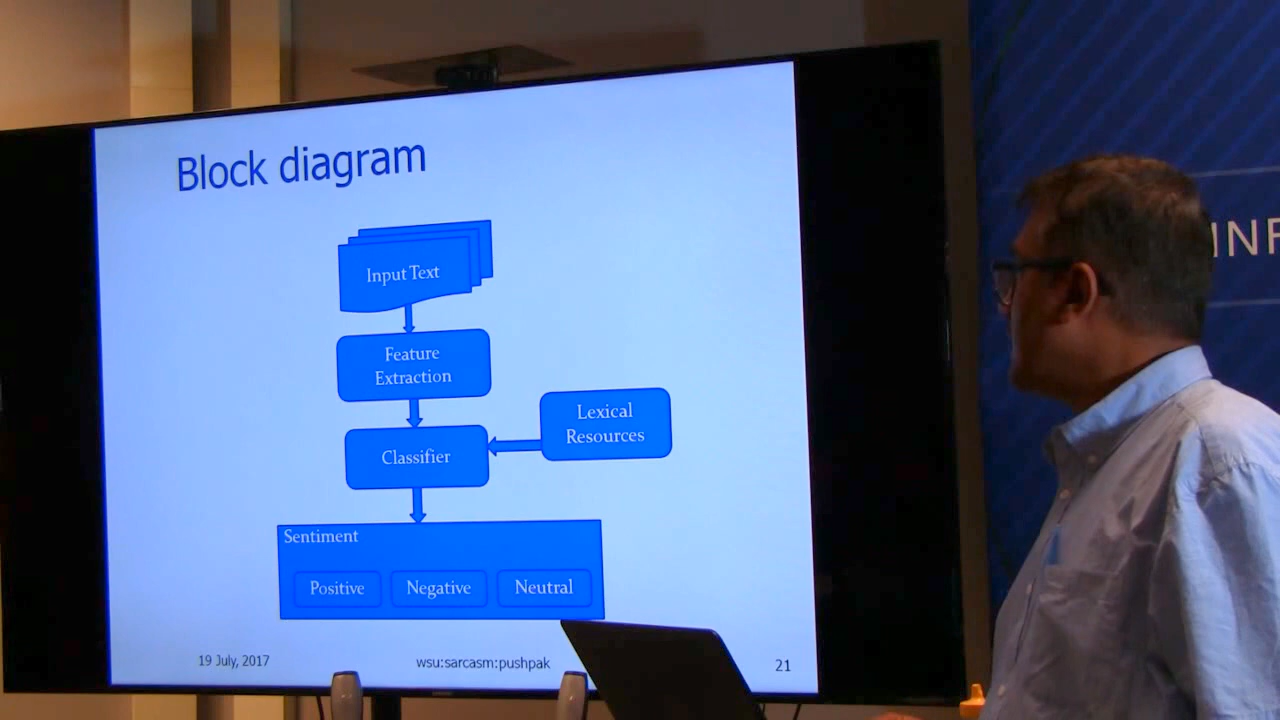 Block diagram
Input Text
Feature
Extraction
Lexical
Resources
Classifier
Sentiment
Positive
Negative
Neutral
19 July, 2017
wsu:sarcasm:pushpak
21